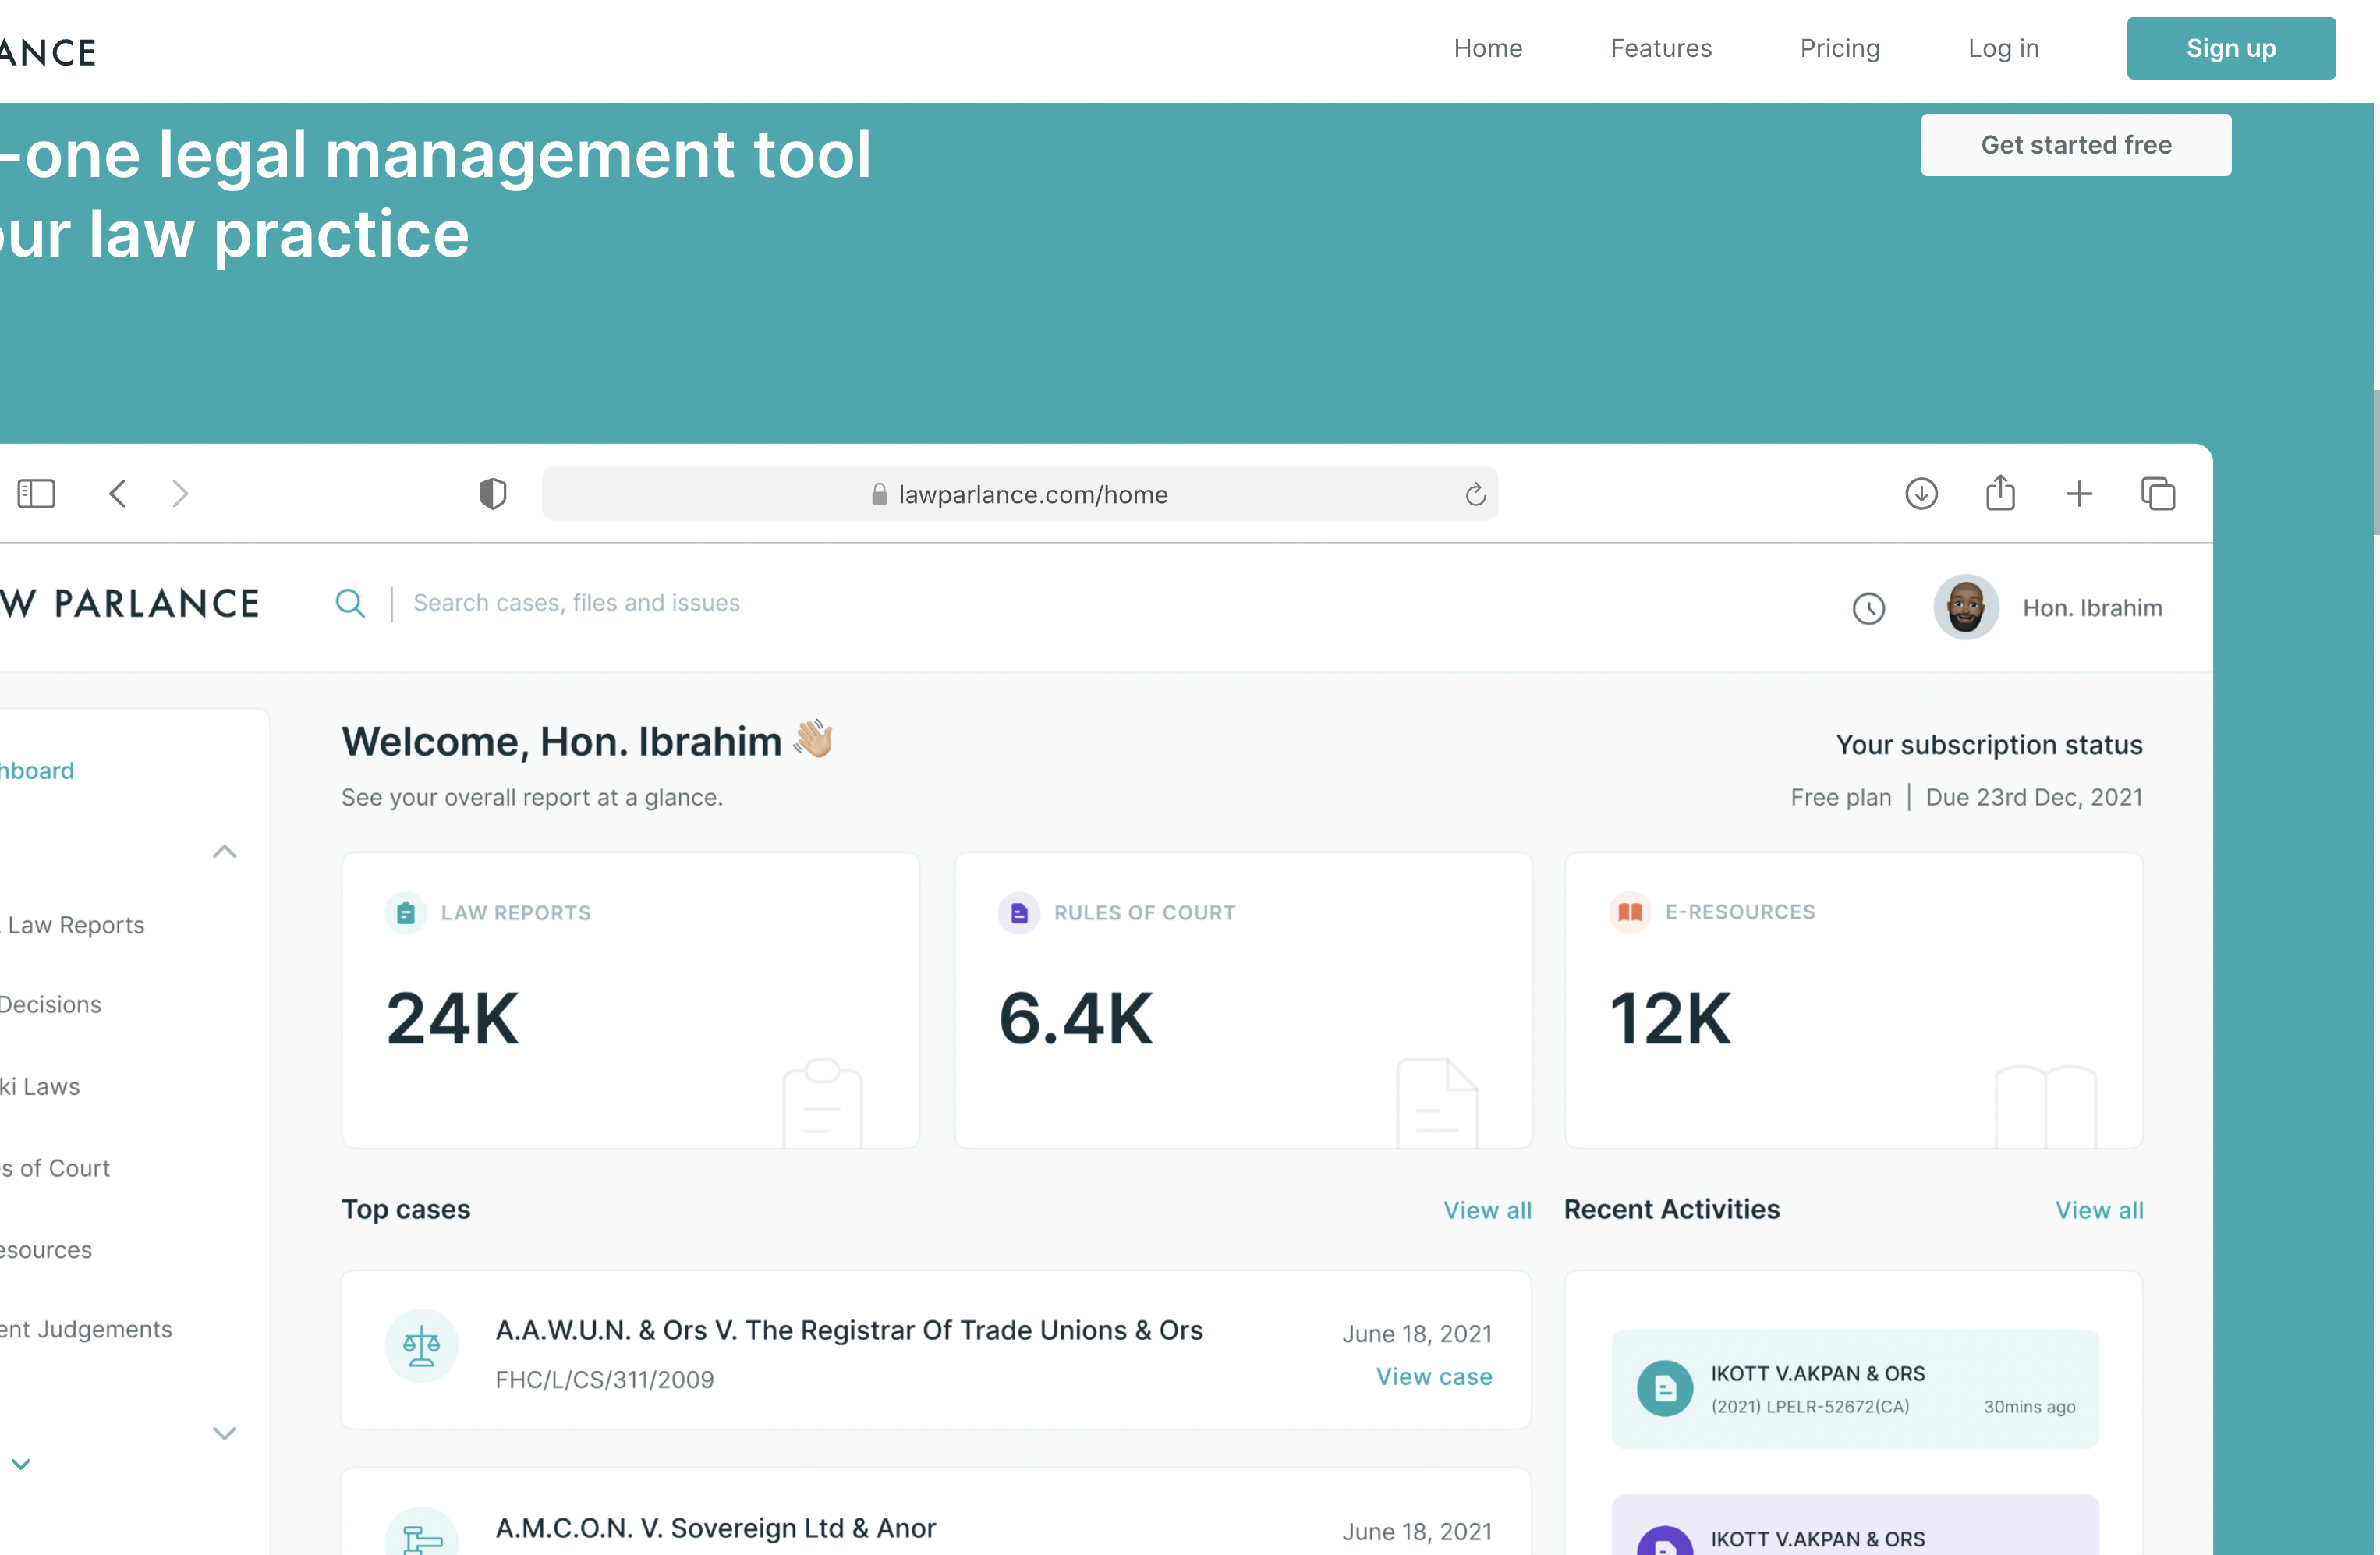 ANCE
Home
Features
Pricing
Log in
Sign up
-one legal management tool
our law practice
Get started free
lawparlance.com/home
W PARLANCE
Search cases, files and issues
Hon. Ibrahim
Welcome, Hon. Ibrahim
See your overall report at a glance.
Your subscription status
Free plan | Due 23rd Dec, 2021
hboard
Law Reports
Decisions
ki Laws
s of Court
esources
ent Judgements
LAW REPORTS
24K
RULES OF COURT
6.4K
E-RESOURCES
12K
Top cases
View all
A.A.W.U.N. & Ors V. The Registrar Of Trade Unions & Ors
FHC/L/CS/311/2009
June 18, 2021
View case
A.M.C.O.N. V. Sovereign Ltd & Anor
June 18, 2021
Recent Activities
View all
IKOTT V.AKPAN & ORS
(2021) LPELR-52672(CA)
30mins ago
IKOTT V.AKPAN & ORS